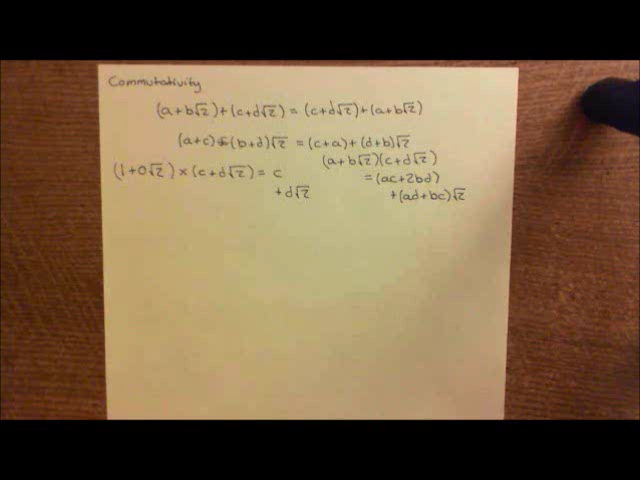 Commutativity
(a+b√2)+(c+d√2) = (c+d√2)+(a+b√2)
(a+c)+(b+d)√2 = (c+a)+(d+b)√2
(1+0√2)×(c+d√2) = c
+d√2
(a+b√2)(c+d√2)
=(ac+2bd)
+(ad+bc)√2